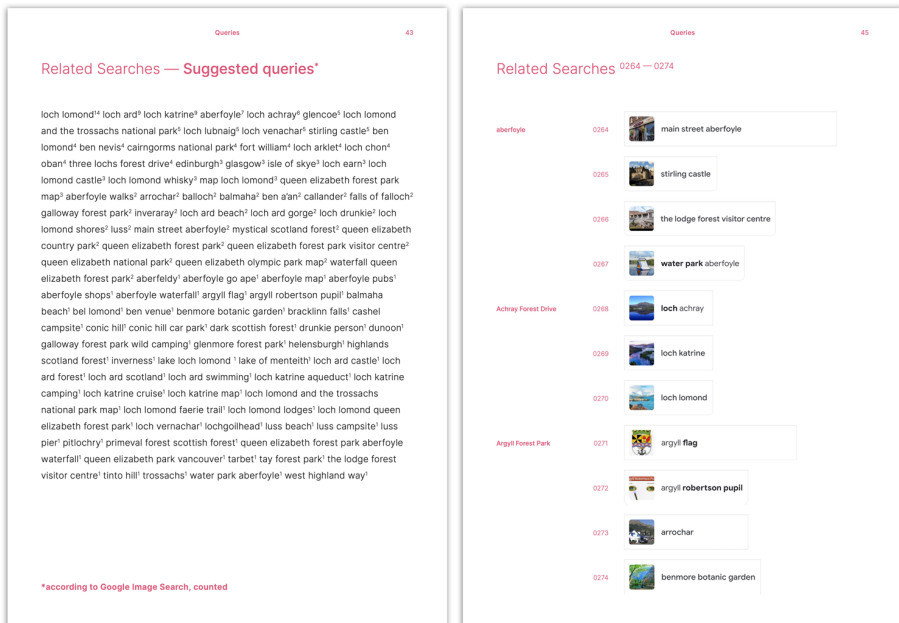 Queries
43
Related Searches — Suggested queries*
loch lomond¹⁴ loch ard⁹ loch katrine⁹ aberfoyle⁷ loch achray⁶ glencoe⁵ loch lomond
and the trossachs national park⁵ loch lubnaig⁵ loch venachar⁵ stirling castle⁵ ben
lomond⁴ ben nevis⁴ cairngorms national park⁴ fort william⁴ loch arklet⁴ loch chon⁴
oban⁴ three lochs forest drive⁴ edinburgh³ glasgow³ isle of skye³ loch earn³ loch
lomond castle³ loch lomond whisky³ map loch lomond³ queen elizabeth forest park
map³ aberfoyle walks² arrochar² balloch² balmaha² ben a'an² callander² falls of falloch²
galloway forest park² inveraray² loch ard beach² loch ard gorge² loch drunkie² loch
lomond shores² luss² main street aberfoyle² mystical scotland forest² queen elizabeth
country park² queen elizabeth forest park² queen elizabeth forest park visitor centre²
queen elizabeth national park² queen elizabeth olympic park map² waterfall queen
elizabeth forest park² aberfeldy¹ aberfoyle go ape¹ aberfoyle map¹ aberfoyle pubs¹
aberfoyle shops¹ aberfoyle waterfall¹ argyll flag¹ argyll robertson pupil¹ balmaha
beach¹ bel lomond¹ ben venue¹ benmore botanic garden¹ bracklinn falls¹ cashel
campsite¹ conic hill¹ conic hill car park¹ dark scottish forest¹ drunkie person¹ dunoon¹
galloway forest park wild camping¹ glenmore forest park¹ helensburgh¹ highlands
scotland forest¹ inverness¹ lake loch lomond ¹ lake of menteith¹ loch ard castle¹ loch
ard forest¹ loch ard scotland¹ loch ard swimming¹ loch katrine aqueduct¹ loch katrine
camping¹ loch katrine cruise¹ loch katrine map¹ loch lomond and the trossachs
national park map¹ loch lomond faerie trail¹ loch lomond lodges¹ loch lomond queen
elizabeth forest park¹ loch vernachar¹ lochgoilhead¹ luss beach¹ luss campsite¹ luss
pier¹ pitlochry¹ primeval forest scottish forest¹ queen elizabeth forest park aberfoyle
waterfall¹ queen elizabeth park vancouver¹ tarbet¹ tay forest park¹ the lodge forest
visitor centre¹ tinto hill¹ trossachs¹ water park aberfoyle¹ west highland way¹
*according to Google Image Search, counted
Queries
45
Related Searches 0264 — 0274
aberfoyle 0264 main street aberfoyle
0265 stirling castle
0266 the lodge forest visitor centre
0267 water park aberfoyle
Achray Forest Drive 0268 loch achray
0269 loch katrine
0270 loch lomond
Argyll Forest Park 0271 argyll flag
0272 argyll robertson pupil
0273 arrochar
0274 benmore botanic garden